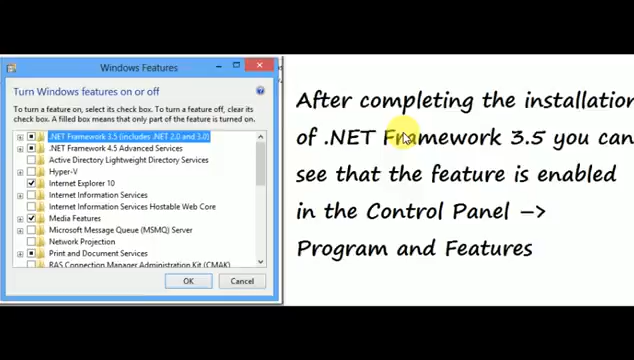 Windows Features
Turn Windows features on or off
To turn a feature on, select its check box. To turn a feature off, clear its
check box. A filled box means that only part of the feature is turned on.
.NET Framework 3.5 (includes .NET 2.0 and 3.0)
.NET Framework 4.5 Advanced Services
Active Directory Lightweight Directory Services
Hyper-V
Internet Explorer 10
Internet Information Services
Internet Information Services Hostable Web Core
Media Features
Microsoft Message Queue (MSMQ) Server
Network Projection
Print and Document Services
RAS Connection Manager Administration Kit (CMAK)
OK
Cancel
After completing the installation
of .NET Framework 3.5 you can
see that the feature is enabled
in the Control Panel –>
Program and Features